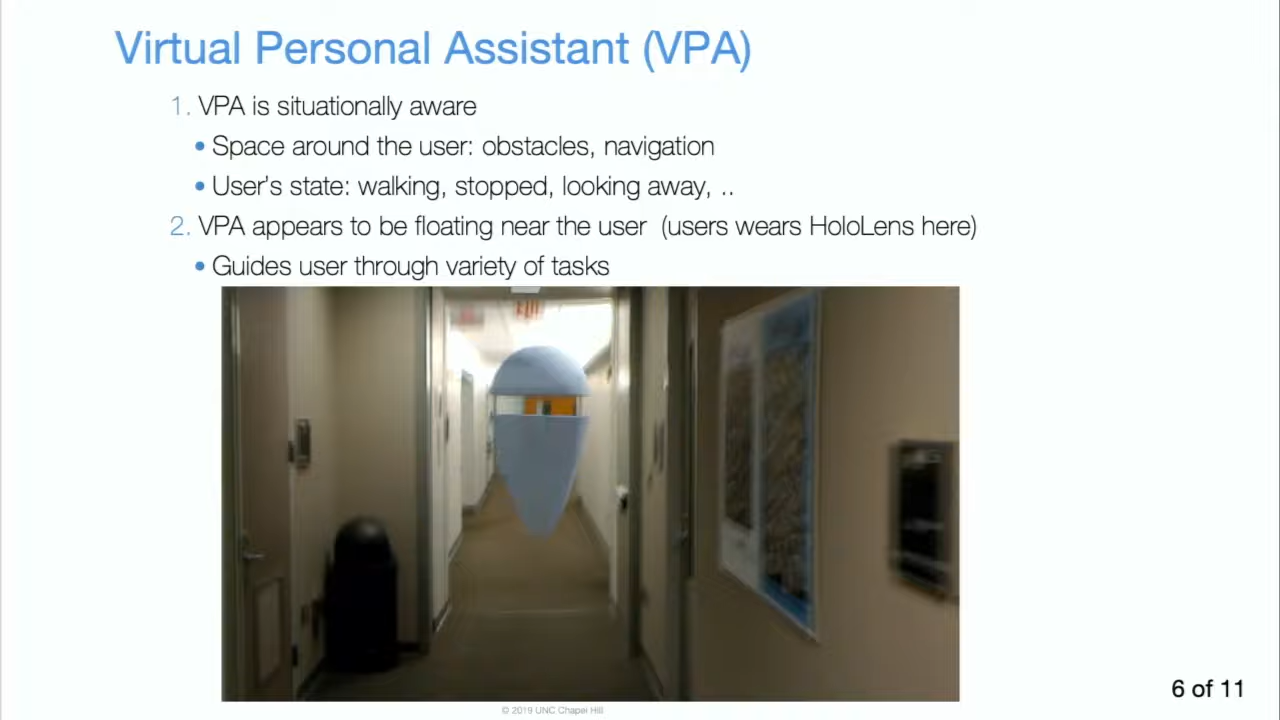 Virtual Personal Assistant (VPA)
1. VPA is situationally aware
• Space around the user: obstacles, navigation
• User's state: walking, stopped, looking away, ..
2. VPA appears to be floating near the user (users wears HoloLens here)
• Guides user through variety of tasks
6 of 11
© 2019 UNC Chapel Hill